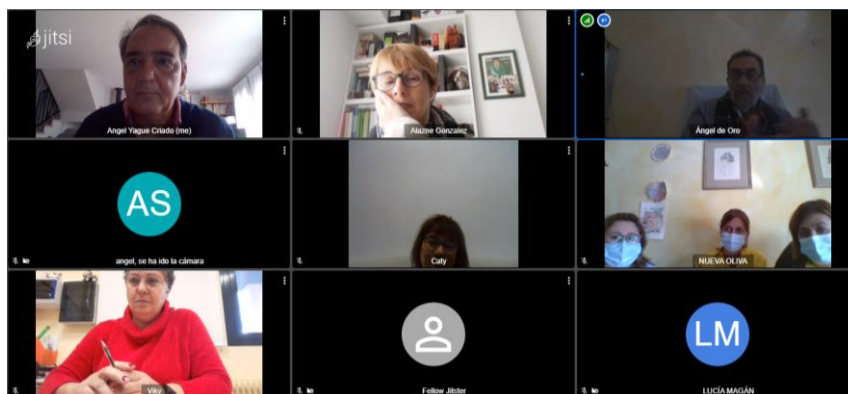 jitsi
Angel Yague Criado (me)
Alazne Gonzalez
Ángel de Oro
AS
angel, se ha ido la cámara
Caty
NUEVA OLIVA
Viky
Fellow Jitster
LM
LUCÍA MAGÁN